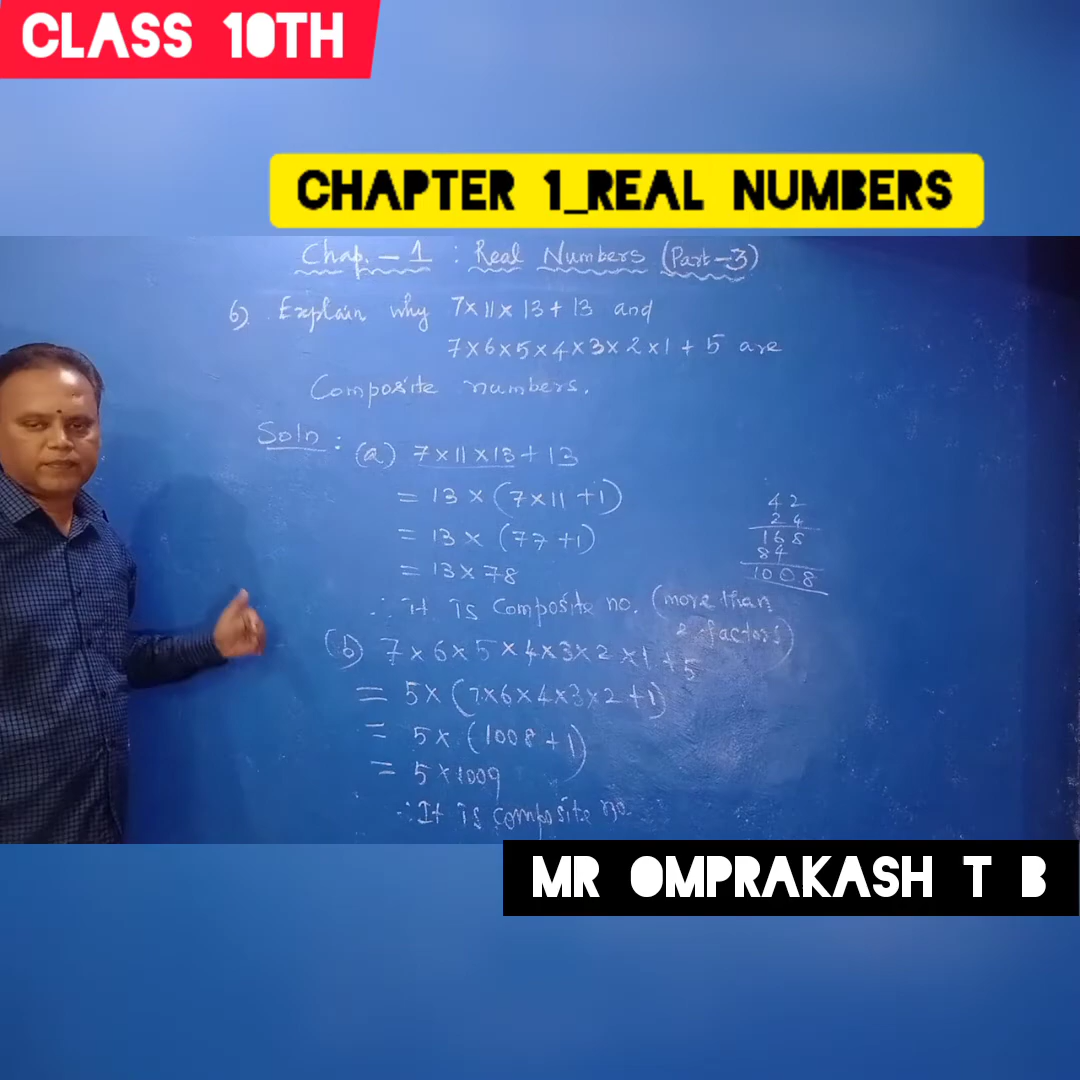 CLASS 10TH
CHAPTER 1_REAL NUMBERS
Chap. - 1 : Real Numbers (Part-3)
6). Explain why 7×11×13+13 and
7×6×5×4×3×2×1+5 are
Composite numbers.
Soln : (a) 7×11×13+13
= 13×(7×11+1)
= 13×(77+1)
= 13×78
∴ it is Composite no. (more than
2 factors)
42
24
168
84
1008
(b) 7×6×5×4×3×2×1+5
= 5×(7×6×4×3×2+1)
= 5×(1008+1)
= 5×1009
∴ It is composite no.
MR OMPRAKASH T B